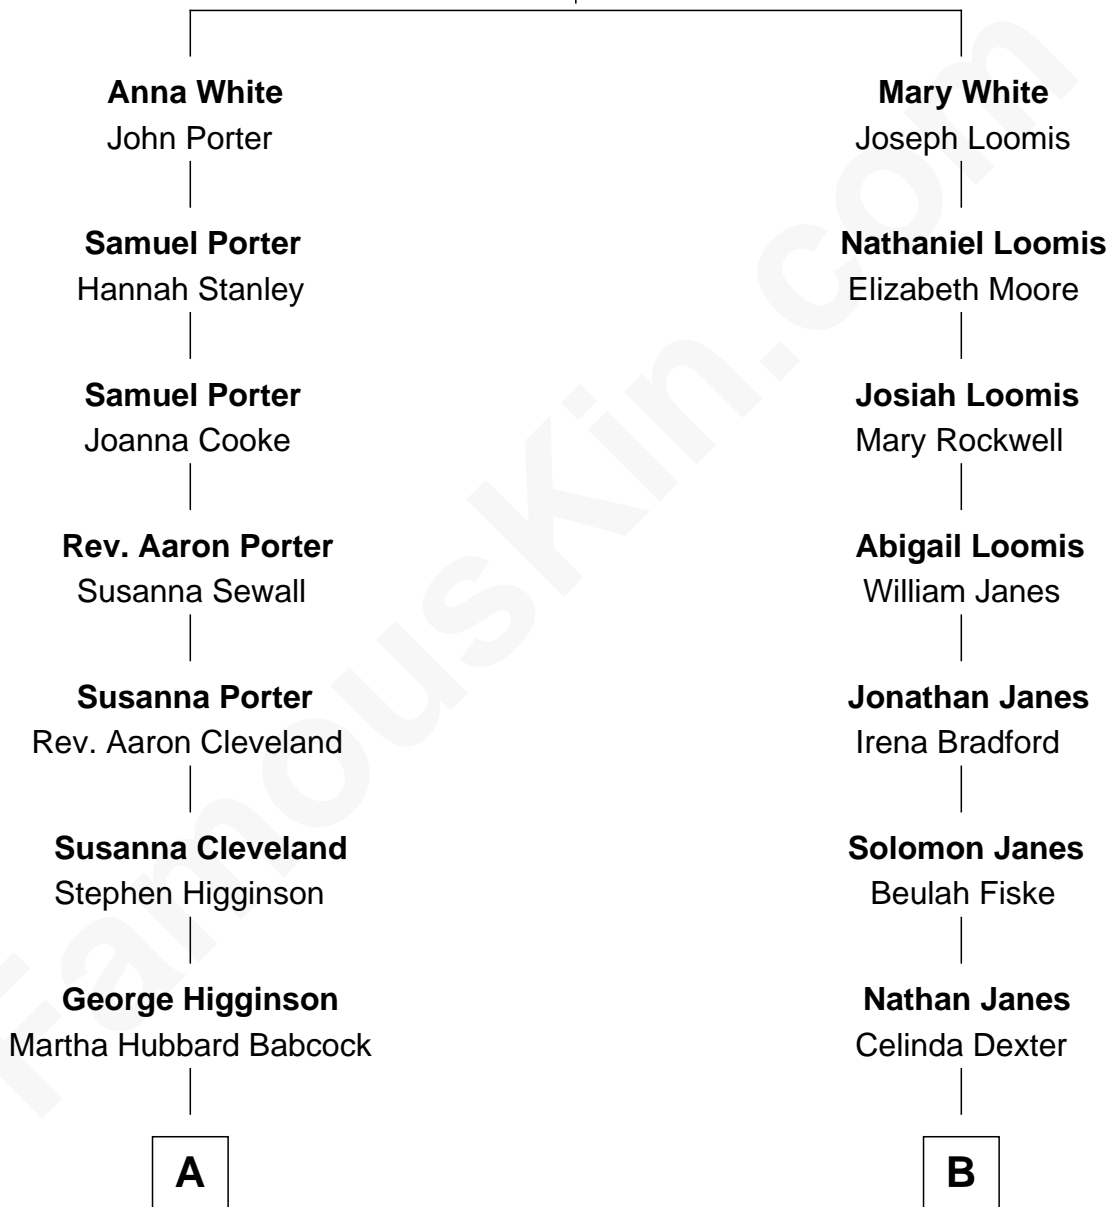 Anna White
John Porter
Samuel Porter
Hannah Stanley
Samuel Porter
Joanna Cooke
Rev. Aaron Porter
Susanna Sewall
Susanna Porter
Rev. Aaron Cleveland
Susanna Cleveland
Stephen Higginson
George Higginson
Martha Hubbard Babcock
A
Mary White
Joseph Loomis
Nathaniel Loomis
Elizabeth Moore
Josiah Loomis
Mary Rockwell
Abigail Loomis
William Janes
Jonathan Janes
Irena Bradford
Solomon Janes
Beulah Fiske
Nathan Janes
Celinda Dexter
B
FamousKin.com